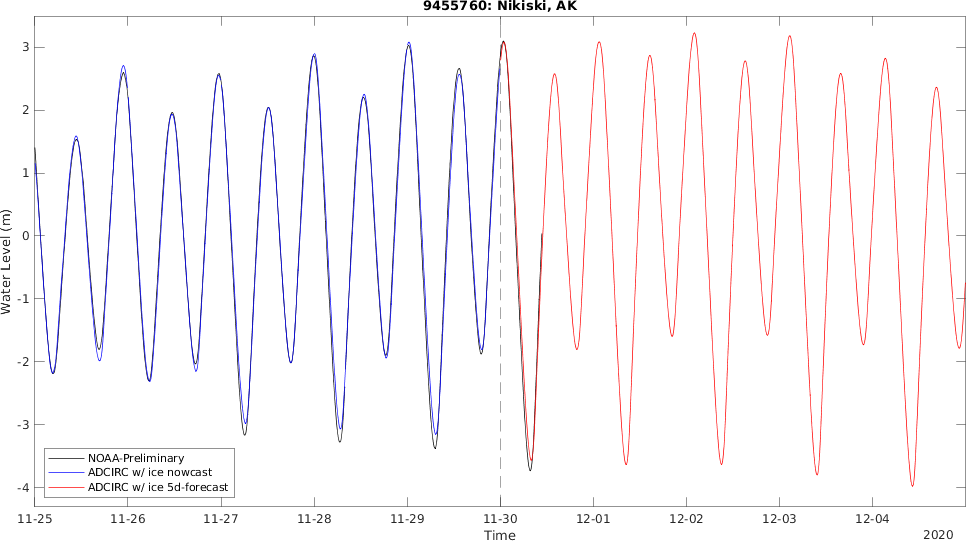 9455760: Nikiski, AK
3
2
1
0
-1
-2
-3
-4
Water Level (m)
NOAA-Preliminary
ADCIRC w/ ice nowcast
ADCIRC w/ ice 5d-forecast
11-25 11-26 11-27 11-28 11-29 11-30 12-01 12-02 12-03 12-04
Time
2020